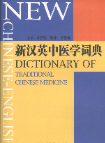 NEW
CHINESE-ENGLISH
新汉英中医学词典
DICTIONARY OF
TRADITIONAL
CHINESE MEDICINE